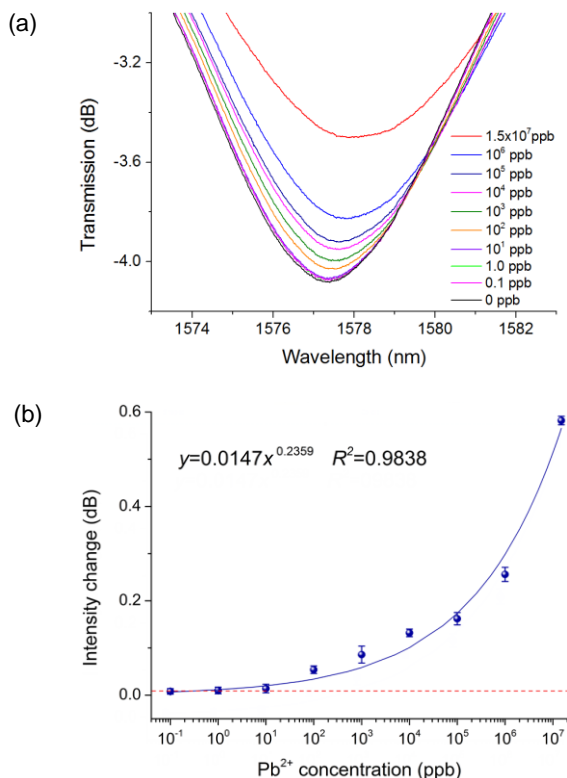 (a)
-3.2
-3.6
-4.0
Transmission (dB)
1.5x10⁷ppb
10⁶ ppb
10⁵ ppb
10⁴ ppb
10³ ppb
10² ppb
10¹ ppb
1.0 ppb
0.1 ppb
0 ppb
1574 1576 1578 1580 1582
Wavelength (nm)
(b)
0.6
0.4
0.2
0.0
Intensity change (dB)
y=0.0147x^0.2359 R²=0.9838
10⁻¹ 10⁰ 10¹ 10² 10³ 10⁴ 10⁵ 10⁶ 10⁷
Pb²⁺ concentration (ppb)